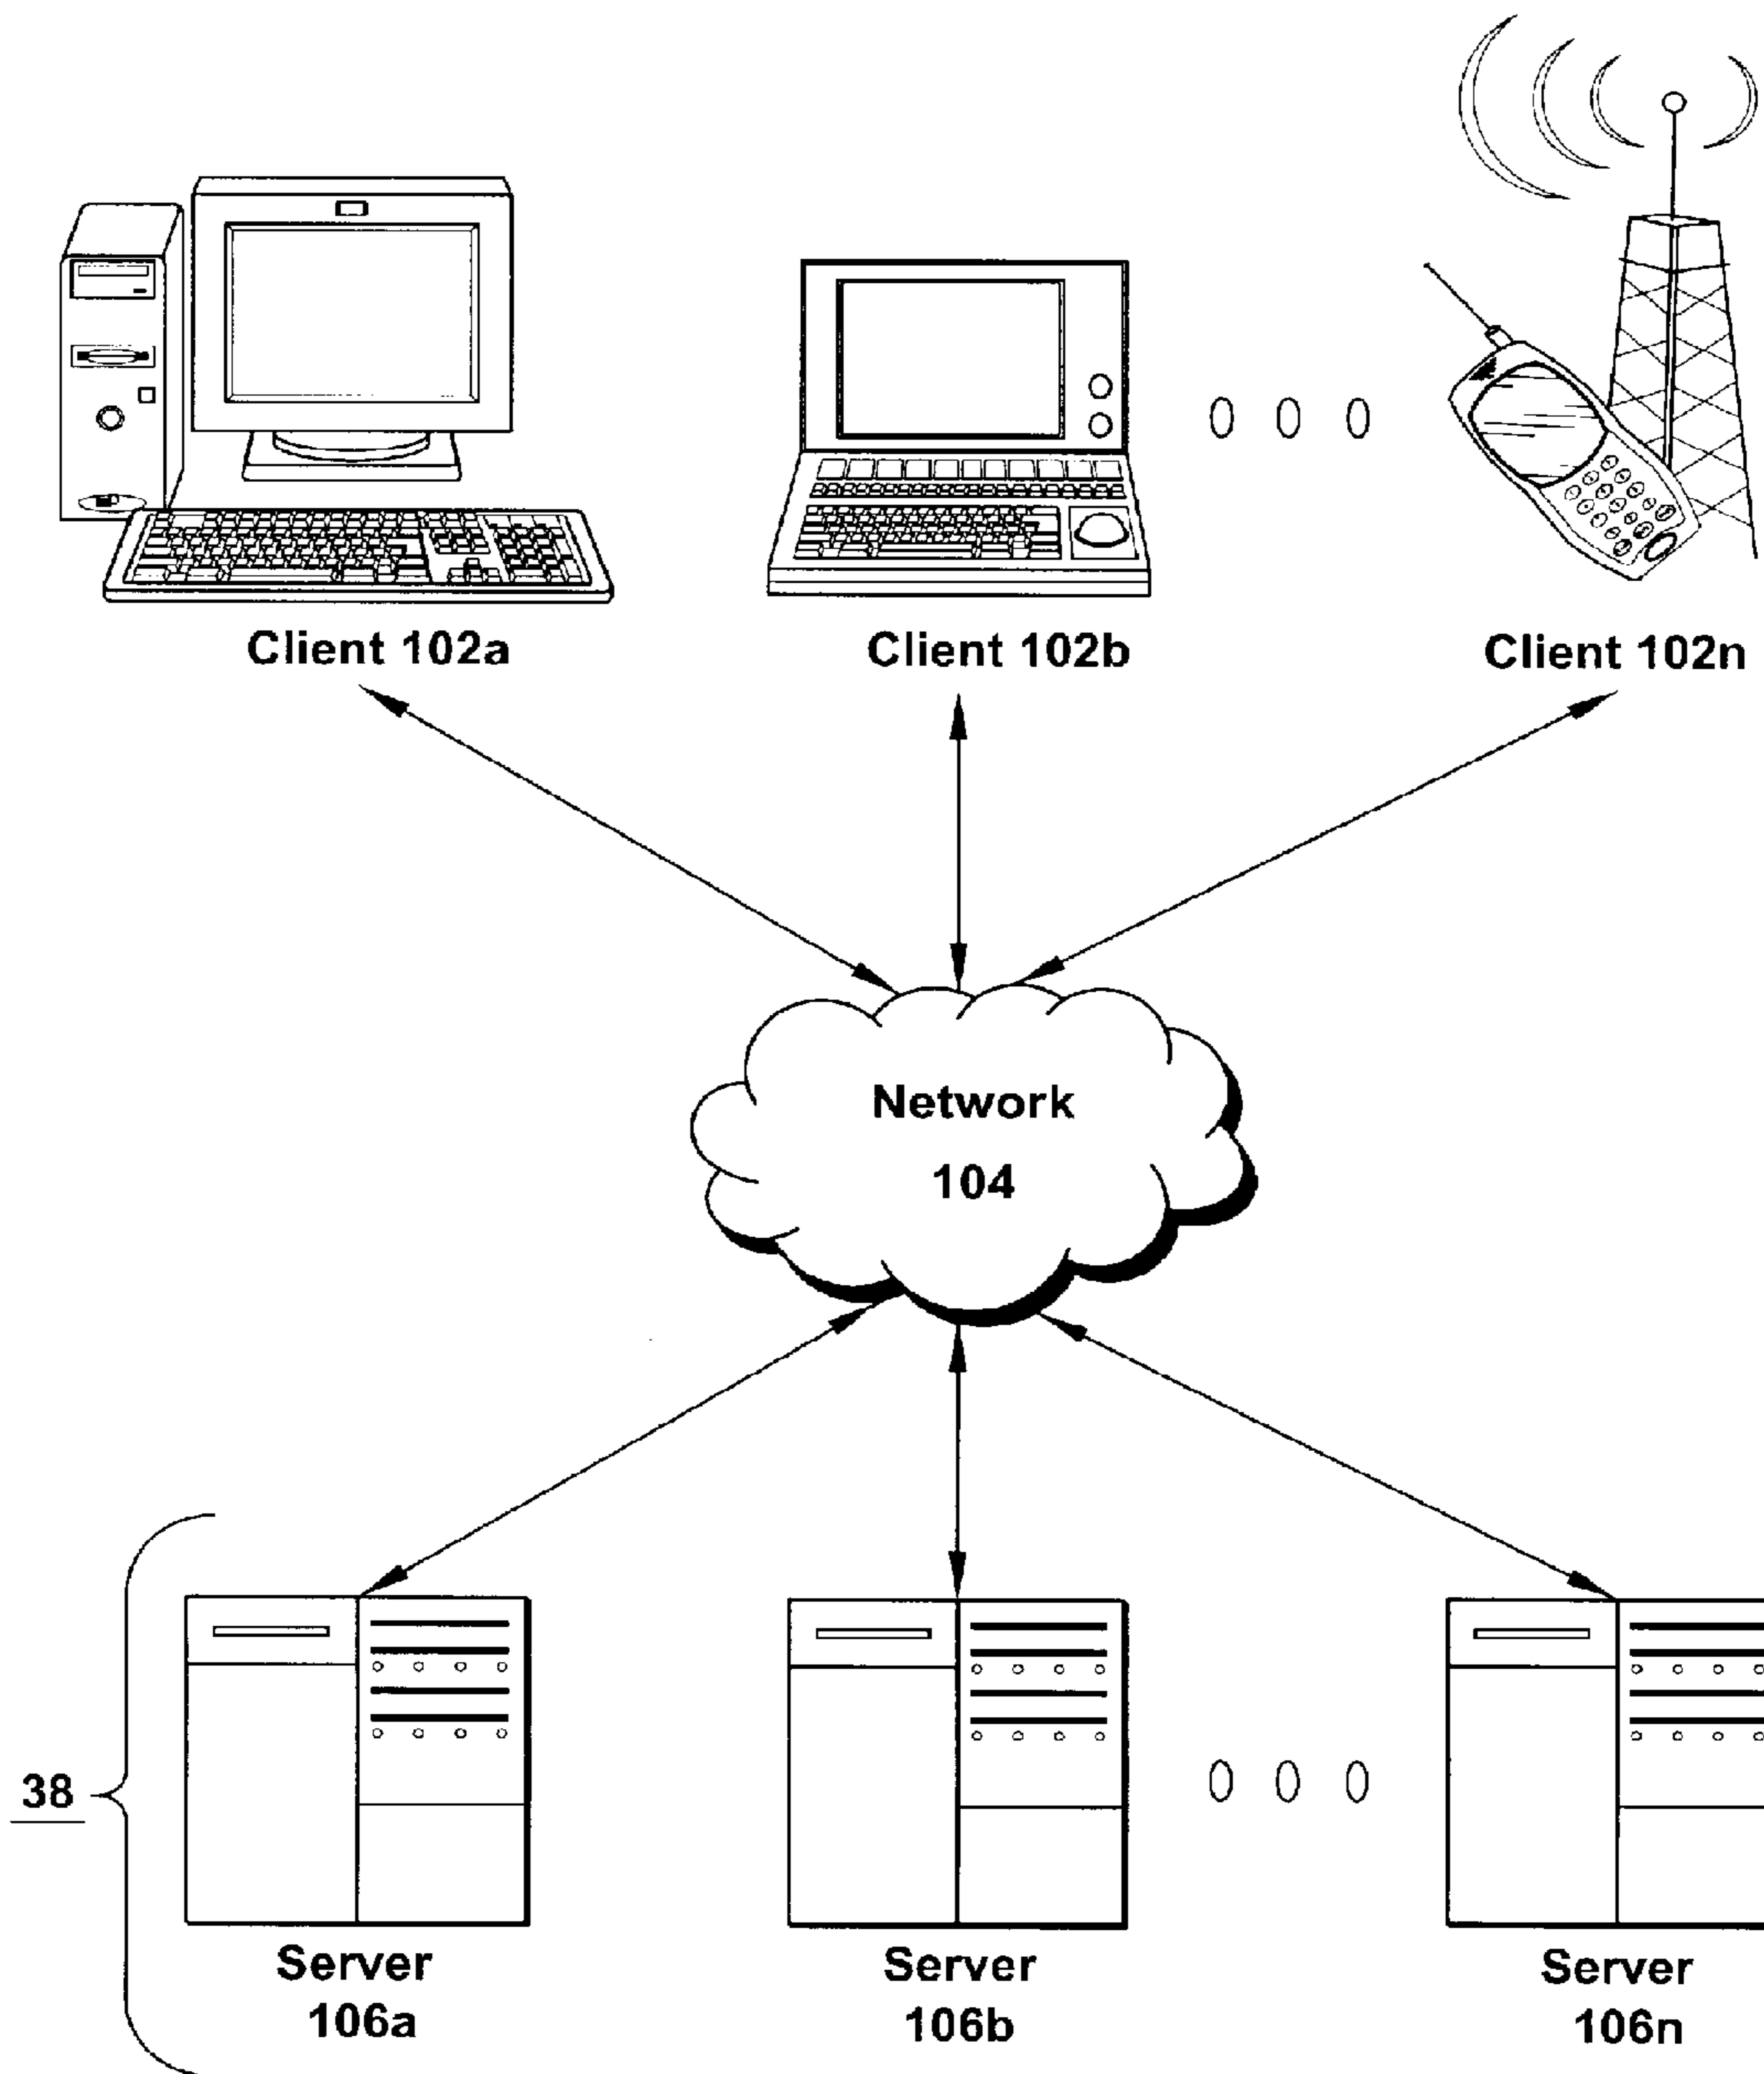 Client 102a
Client 102b
Client 102n
Network
104
38
Server
106a
Server
106b
Server
106n